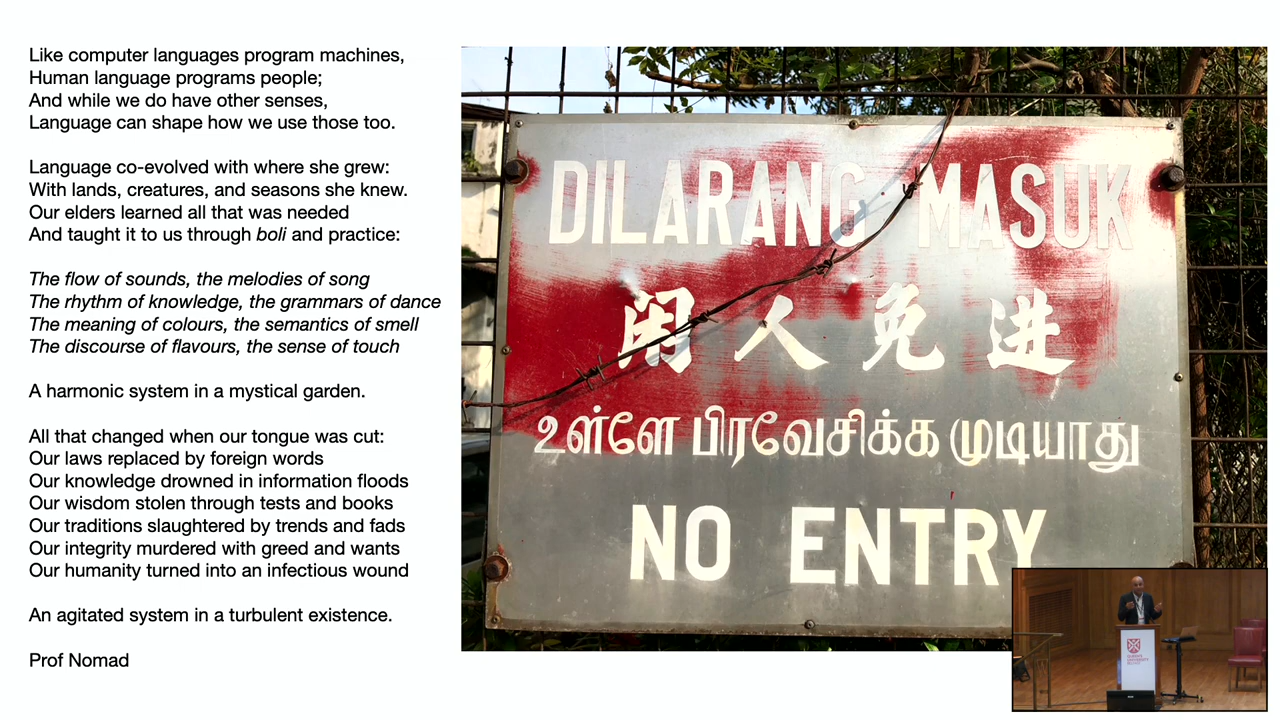 Like computer languages program machines,
Human language programs people;
And while we do have other senses,
Language can shape how we use those too.
Language co-evolved with where she grew:
With lands, creatures, and seasons she knew.
Our elders learned all that was needed
And taught it to us through boli and practice:
The flow of sounds, the melodies of song
The rhythm of knowledge, the grammars of dance
The meaning of colours, the semantics of smell
The discourse of flavours, the sense of touch
A harmonic system in a mystical garden.
All that changed when our tongue was cut:
Our laws replaced by foreign words
Our knowledge drowned in information floods
Our wisdom stolen through tests and books
Our traditions slaughtered by trends and fads
Our integrity murdered with greed and wants
Our humanity turned into an infectious wound
An agitated system in a turbulent existence.
Prof Nomad
DILARANG MASUK
闲人免进
உள்ளே பிரவேசிக்க முடியாது
NO ENTRY
QUEEN'S
UNIVERSITY
BELFAST